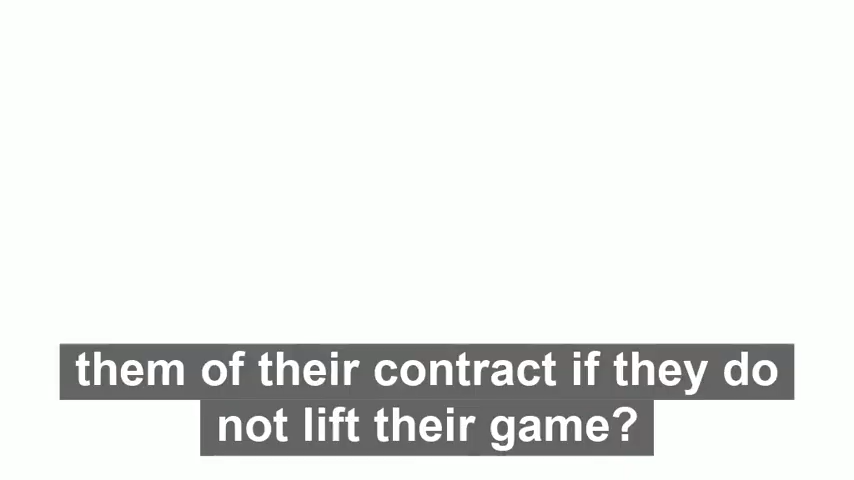 them of their contract if they do
not lift their game?